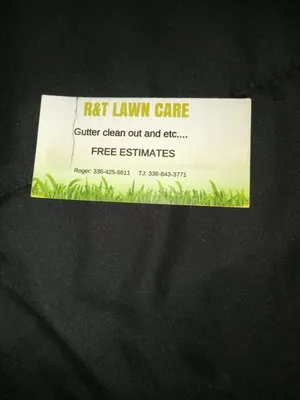 R&T LAWN CARE
Gutter clean out and etc....
FREE ESTIMATES
Roger: 336-425-6611 TJ: 336-843-3771